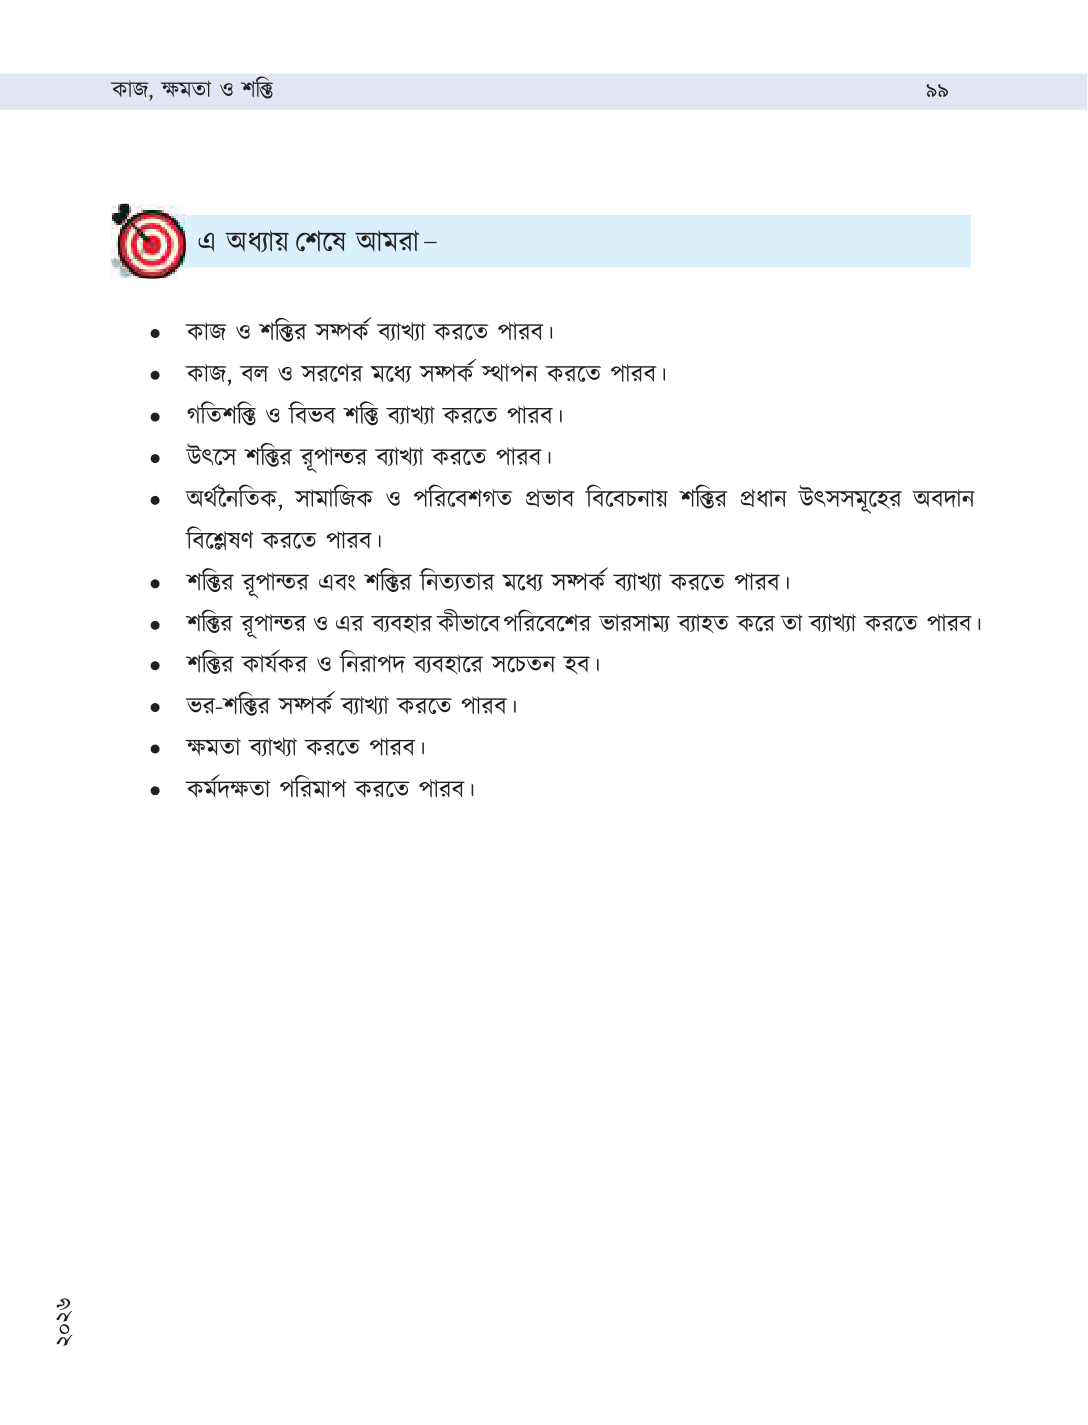 কাজ, ক্ষমতা ও শক্তি ৯৯
এ অধ্যায় শেষে আমরা –
• কাজ ও শক্তির সম্পর্ক ব্যাখ্যা করতে পারব।
• কাজ, বল ও সরণের মধ্যে সম্পর্ক স্থাপন করতে পারব।
• গতিশক্তি ও বিভব শক্তি ব্যাখ্যা করতে পারব।
• উৎসে শক্তির রূপান্তর ব্যাখ্যা করতে পারব।
• অর্থনৈতিক, সামাজিক ও পরিবেশগত প্রভাব বিবেচনায় শক্তির প্রধান উৎসসমূহের অবদান
বিশ্লেষণ করতে পারব।
• শক্তির রূপান্তর এবং শক্তির নিত্যতার মধ্যে সম্পর্ক ব্যাখ্যা করতে পারব।
• শক্তির রূপান্তর ও এর ব্যবহার কীভাবে পরিবেশের ভারসাম্য ব্যাহত করে তা ব্যাখ্যা করতে পারব।
• শক্তির কার্যকর ও নিরাপদ ব্যবহারে সচেতন হব।
• ভর-শক্তির সম্পর্ক ব্যাখ্যা করতে পারব।
• ক্ষমতা ব্যাখ্যা করতে পারব।
• কর্মদক্ষতা পরিমাপ করতে পারব।
২০২৬